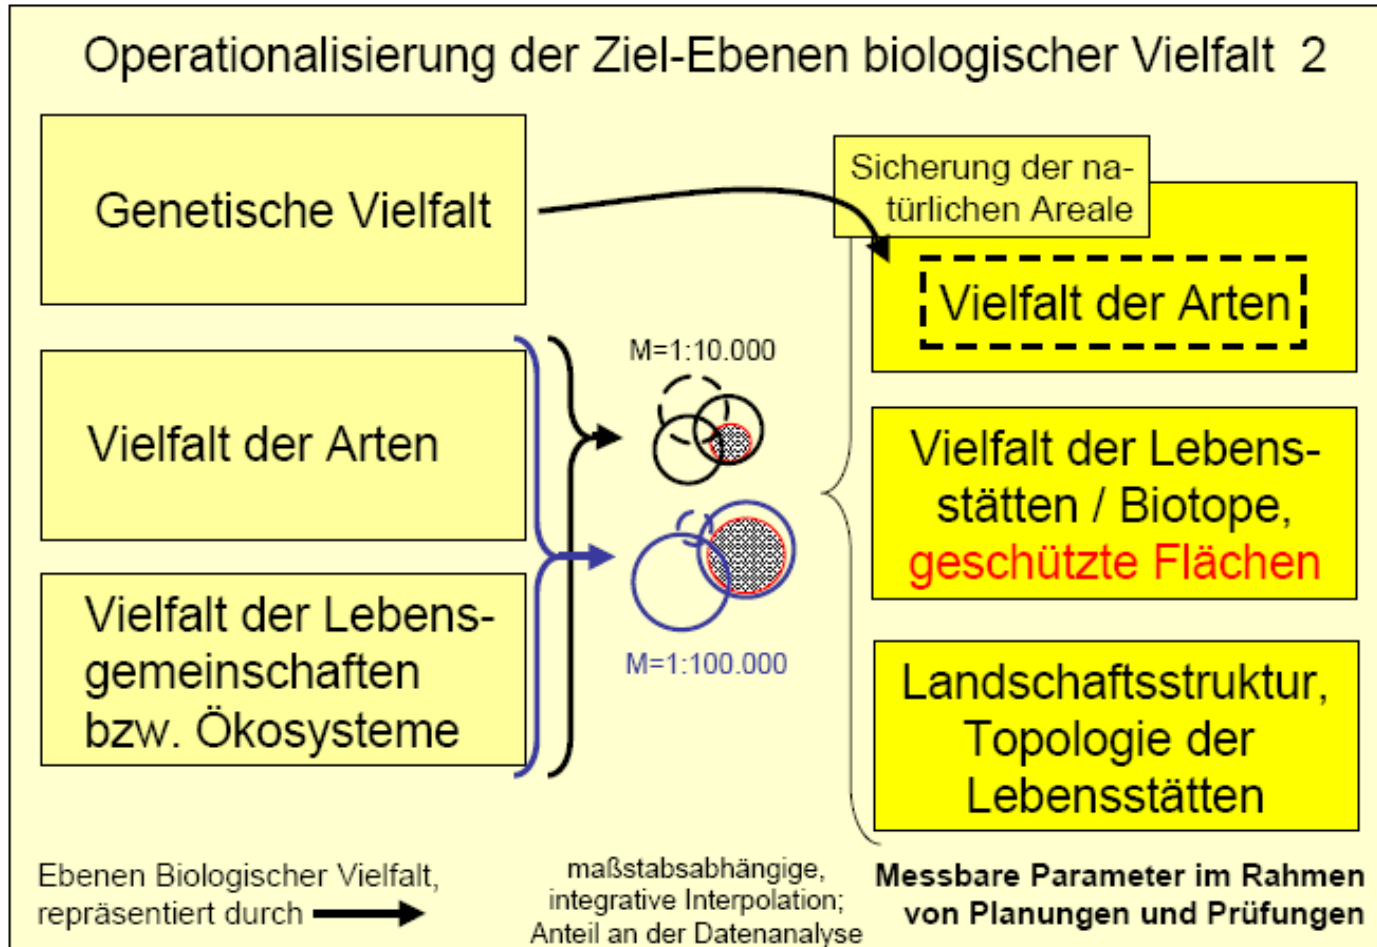 Operationalisierung der Ziel-Ebenen biologischer Vielfalt 2
Genetische Vielfalt
Sicherung der na-
türlichen Areale
Vielfalt der Arten
M=1:10.000
Vielfalt der Arten
Vielfalt der Lebens-
stätten / Biotope,
geschützte Flächen
Vielfalt der Lebens-
gemeinschaften
bzw. Ökosysteme
M=1:100.000
Landschaftsstruktur,
Topologie der
Lebensstätten
Ebenen Biologischer Vielfalt,
repräsentiert durch
maßstabsabhängige,
integrative Interpolation;
Anteil an der Datenanalyse
Messbare Parameter im Rahmen
von Planungen und Prüfungen